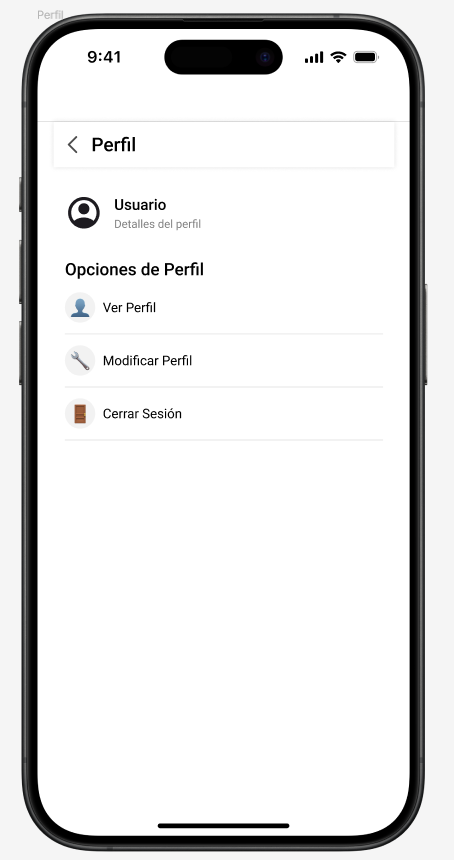 Perfil
9:41
Perfil
Usuario
Detalles del perfil
Opciones de Perfil
Ver Perfil
Modificar Perfil
Cerrar Sesión